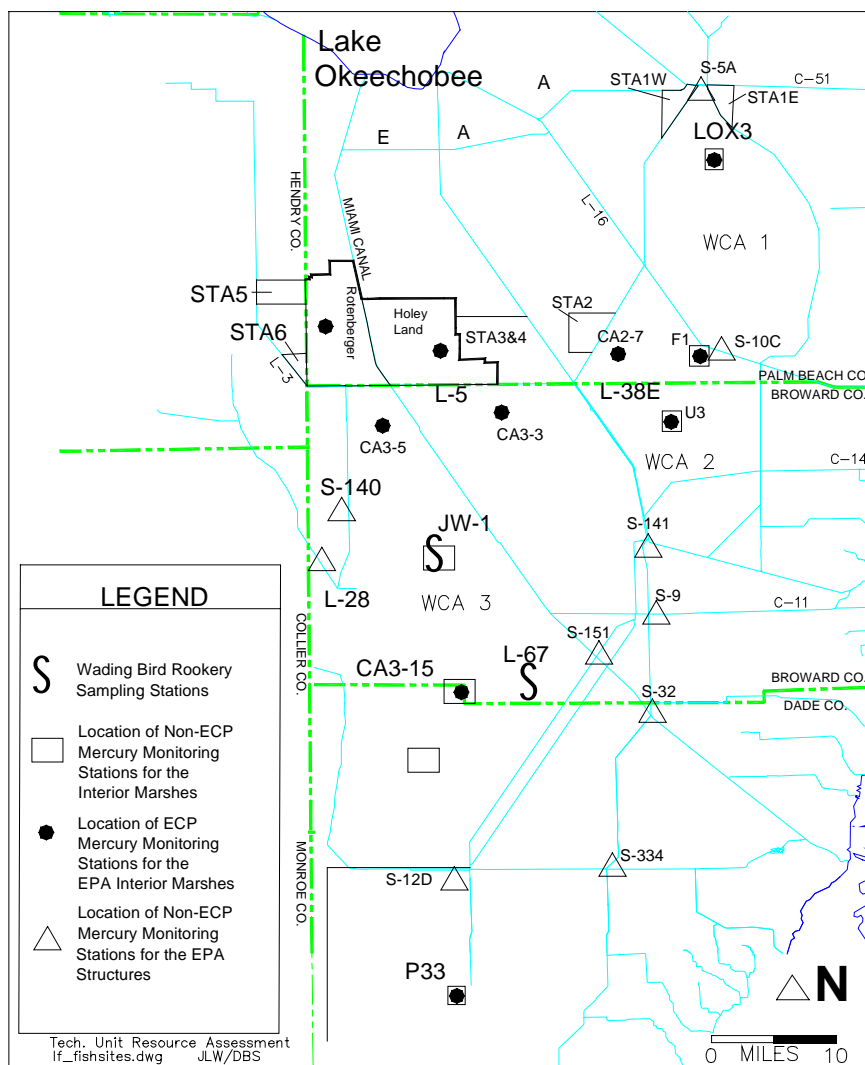 Lake
Okeechobee
S-5A
STA1W
C-51
A
STA1E
E
A
LOX3
HENDRY CO.
MIAMI CANAL
L-16
WCA 1
STA5
Rotenberger
Holey
Land
STA2
STA6
STA3&4
CA2-7
F1
S-10C
L-3
PALM BEACH CO.
L-5
L-38E
BROWARD CO.
CA3-5
CA3-3
U3
WCA 2
C-14
S-140
JW-1
S-141
L-28
WCA 3
S-9
C-11
COLLIER CO.
S-151
CA3-15
L-67
BROWARD CO.
S-32
DADE CO.
MONROE CO.
S-12D
S-334
P33
N
0 MILES 10
LEGEND
S
Wading Bird Rookery
Sampling Stations
Location of Non-ECP
Mercury Monitoring
Stations for the
Interior Marshes
Location of ECP
Mercury Monitoring
Stations for the
EPA Interior Marshes
Location of Non-ECP
Mercury Monitoring
Stations for the EPA
Structures
Tech. Unit Resource Assessment
lf_fishsites.dwg JLW/DBS